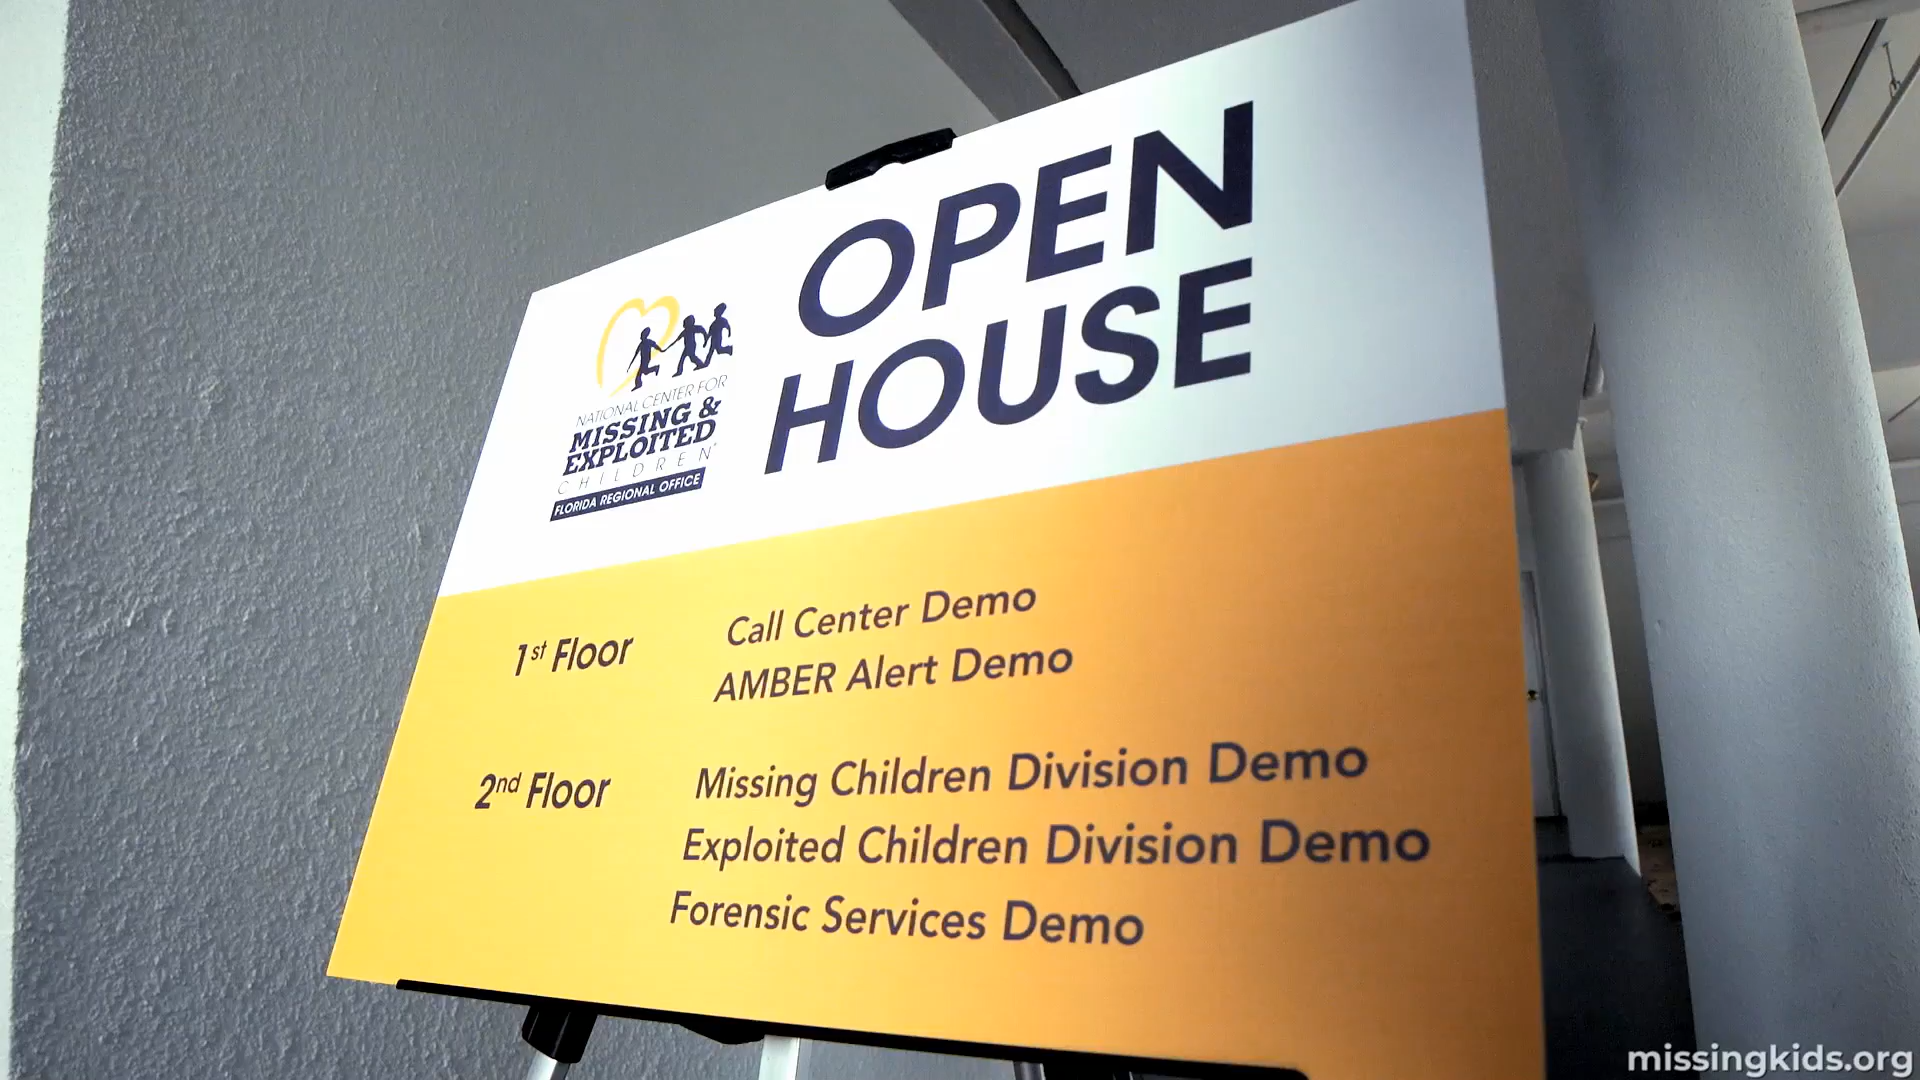 OPEN
HOUSE
NATIONAL CENTER FOR
MISSING &
EXPLOITED
CHILDREN®
FLORIDA REGIONAL OFFICE
1st Floor
Call Center Demo
AMBER Alert Demo
2nd Floor
Missing Children Division Demo
Exploited Children Division Demo
Forensic Services Demo
missingkids.org